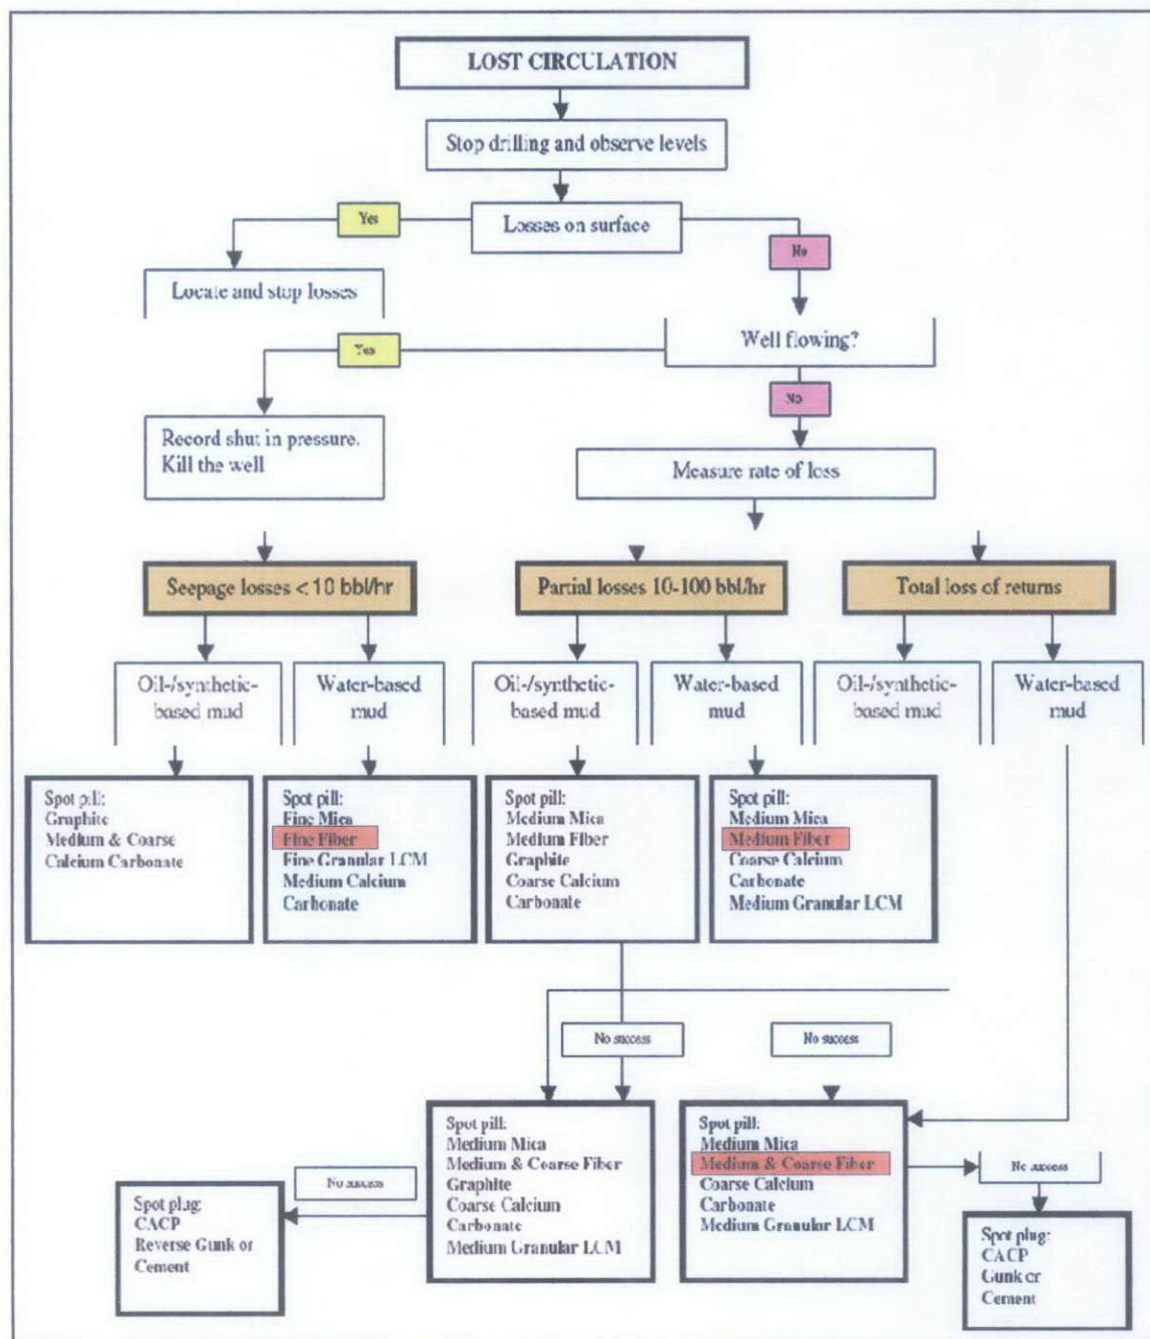 LOST CIRCULATION
Stop drilling and observe levels
Yes
Losses on surface
No
Locate and stop losses
Well flowing?
Yes
No
Record shut in pressure.
Kill the well
Measure rate of loss
Seepage losses < 10 bbl/hr
Partial losses 10-100 bbl/hr
Total loss of returns
Oil-/synthetic-
based mud
Water-based
mud
Oil-/synthetic-
based mud
Water-based
mud
Oil-/synthetic-
based mud
Water-based
mud
Spot pill:
Graphite
Medium & Coarse
Calcium Carbonate
Spot pill:
Fine Mica
Fine Fiber
Fine Granular LCM
Medium Calcium
Carbonate
Spot pill:
Medium Mica
Medium Fiber
Graphite
Coarse Calcium
Carbonate
Spot pill:
Medium Mica
Medium Fiber
Coarse Calcium
Carbonate
Medium Granular LCM
No success
No success
Spot pill:
Medium Mica
Medium & Coarse Fiber
Graphite
Coarse Calcium
Carbonate
Medium Granular LCM
Spot pill:
Medium Mica
Medium & Coarse Fiber
Coarse Calcium
Carbonate
Medium Granular LCM
No success
No success
Spot plug:
CACP
Reverse Gunk or
Cement
Spot plug:
CACP
Gunk or
Cement